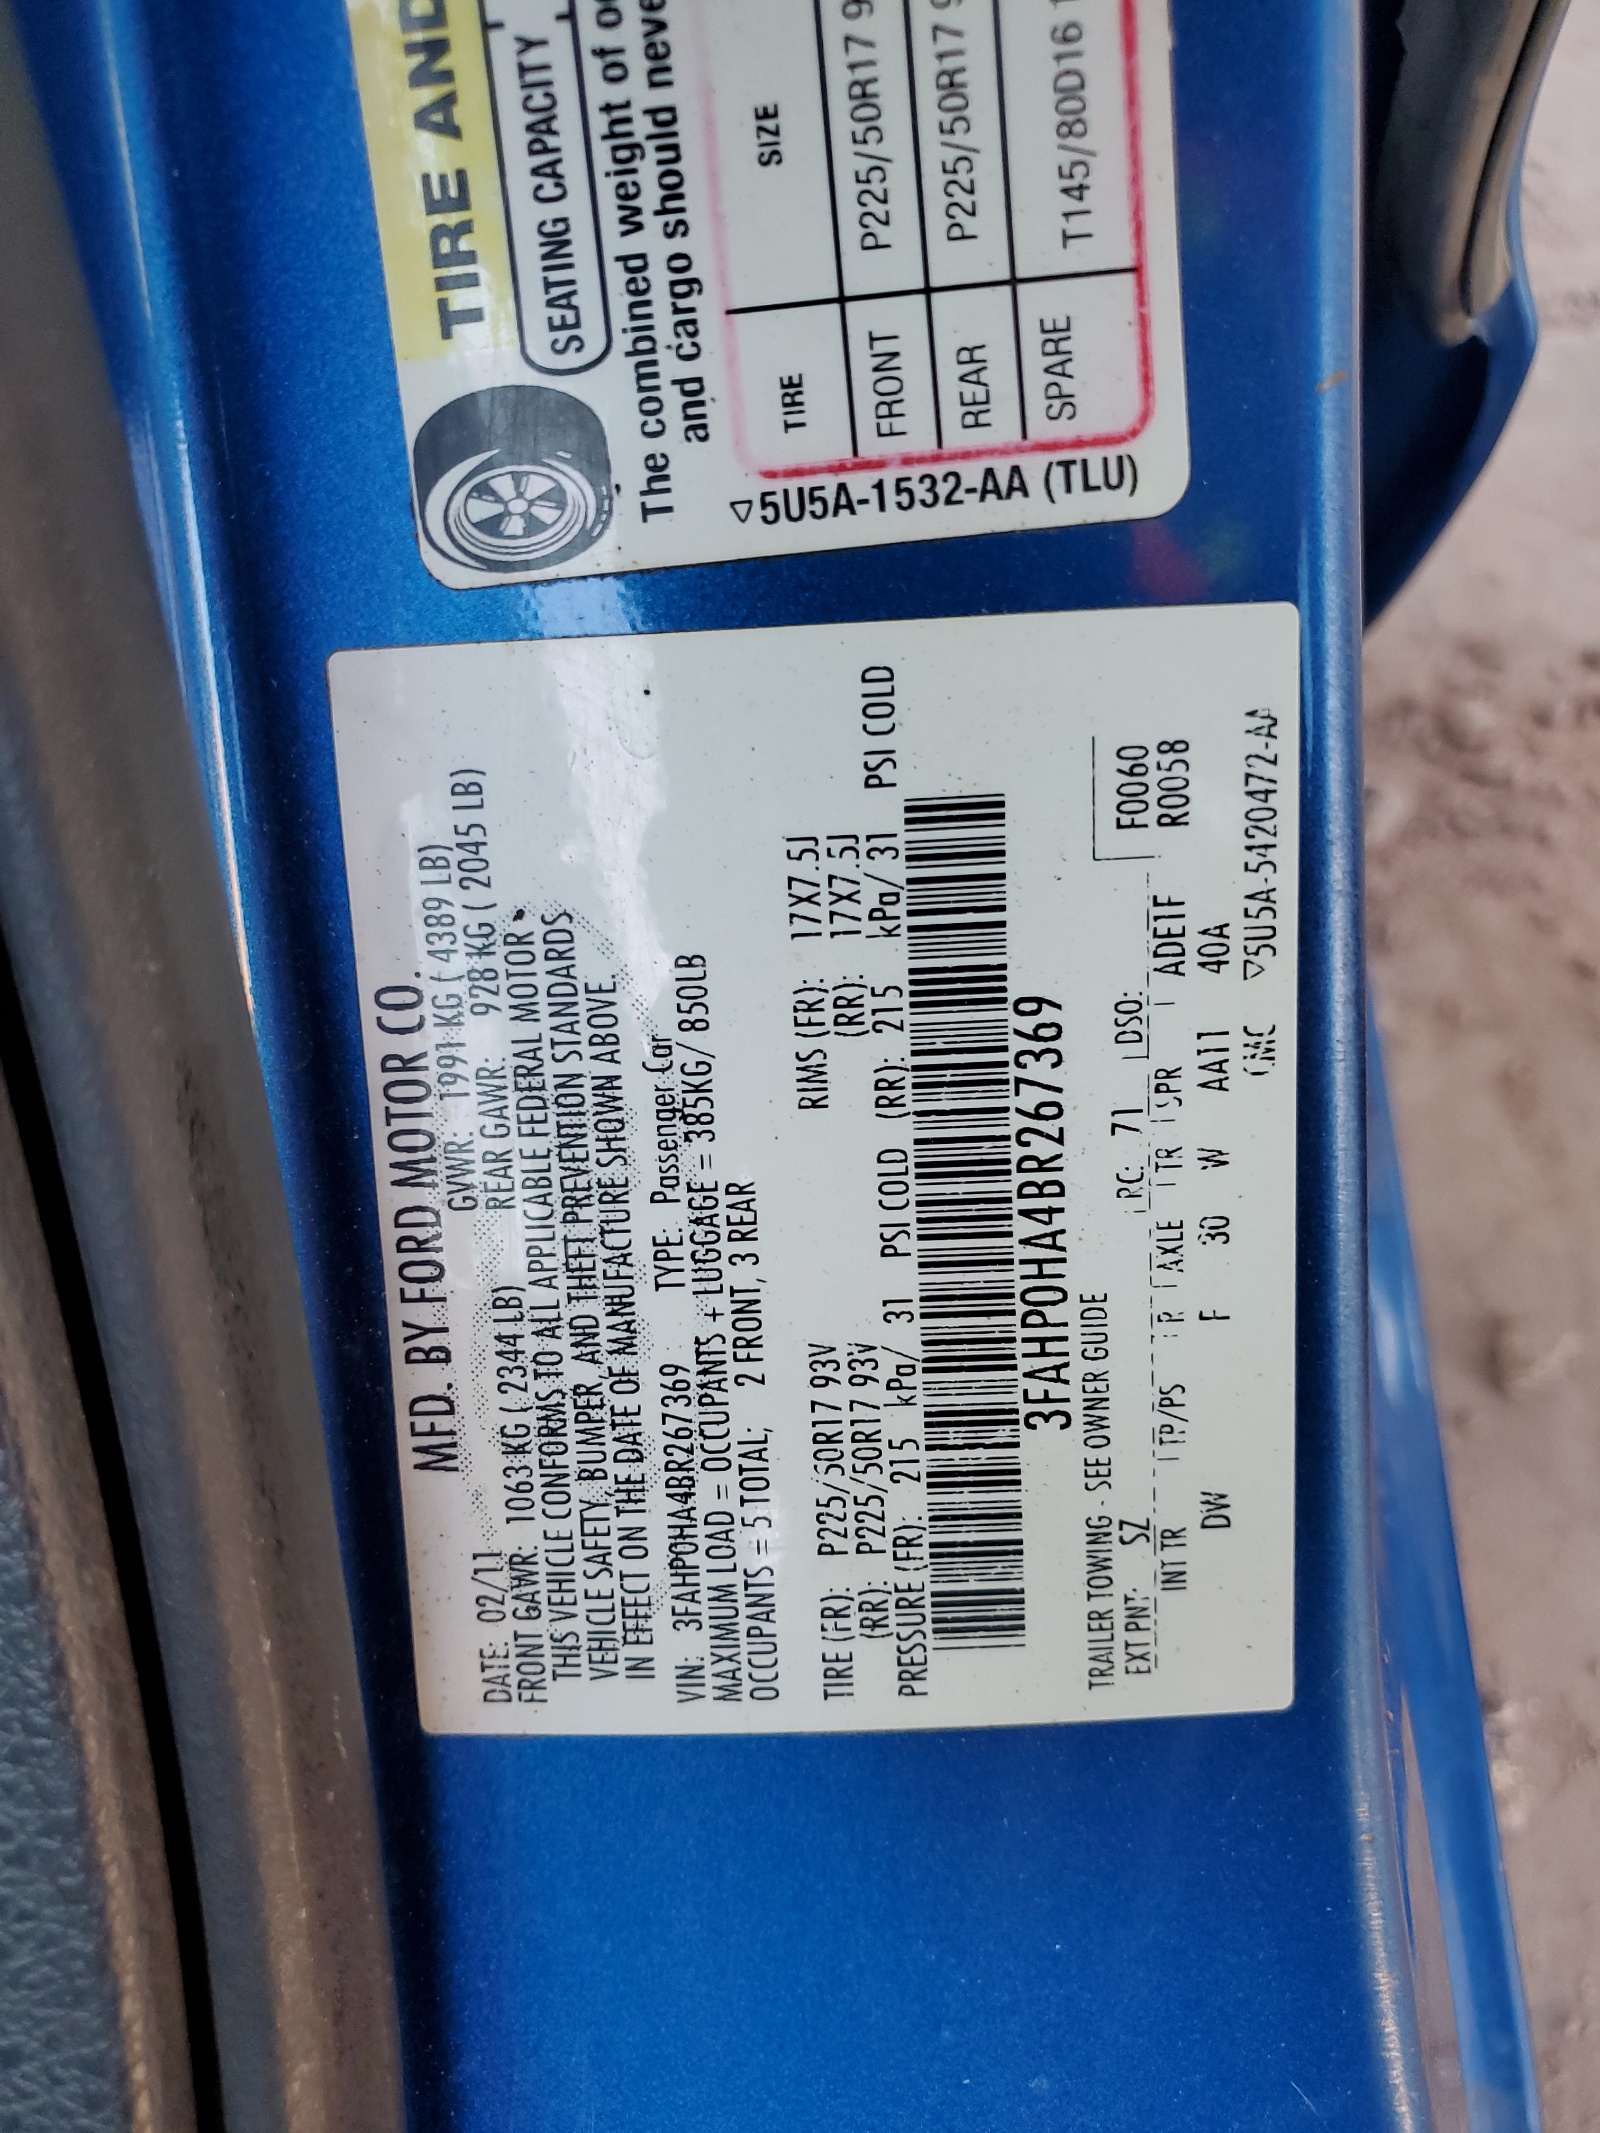 MFD. BY FORD MOTOR CO.
DATE: 02/11 GVWR: 1991 KG ( 4389 LB)
FRONT GAWR: 1063 KG ( 2344 LB) REAR GAWR: 928 KG ( 2045 LB)
THIS VEHICLE CONFORMS TO ALL APPLICABLE FEDERAL MOTOR
VEHICLE SAFETY, BUMPER, AND THEFT PREVENTION STANDARDS
IN EFFECT ON THE DATE OF MANUFACTURE SHOWN ABOVE.
VIN: 3FAHP0HA4BR267369 TYPE: Passenger Car
MAXIMUM LOAD = OCCUPANTS + LUGGAGE = 385KG/ 850LB
OCCUPANTS = 5 TOTAL; 2 FRONT, 3 REAR
TIRE (FR): P225/50R17 93V RIMS (FR): 17X7.5J
(RR): P225/50R17 93V (RR): 17X7.5J
PRESSURE (FR): 215 kPa/ 31 PSI COLD (RR): 215 kPa/ 31 PSI COLD
3FAHP0HA4BR267369
TRAILER TOWING - SEE OWNER GUIDE
EXT PNT: SZ RC: 71 DSO: F0060
INT TR TP/PS R AXLE TR SPR ADE1F R0058
DW F 30 W AA11 40A
▽5U5A-5420472-AA
TIRE AND
SEATING CAPACITY
The combined weight of
and cargo should
TIRE SIZE
FRONT P225/50R17
REAR P225/50R17
SPARE T145/80D16
▽5U5A-1532-AA (TLU)